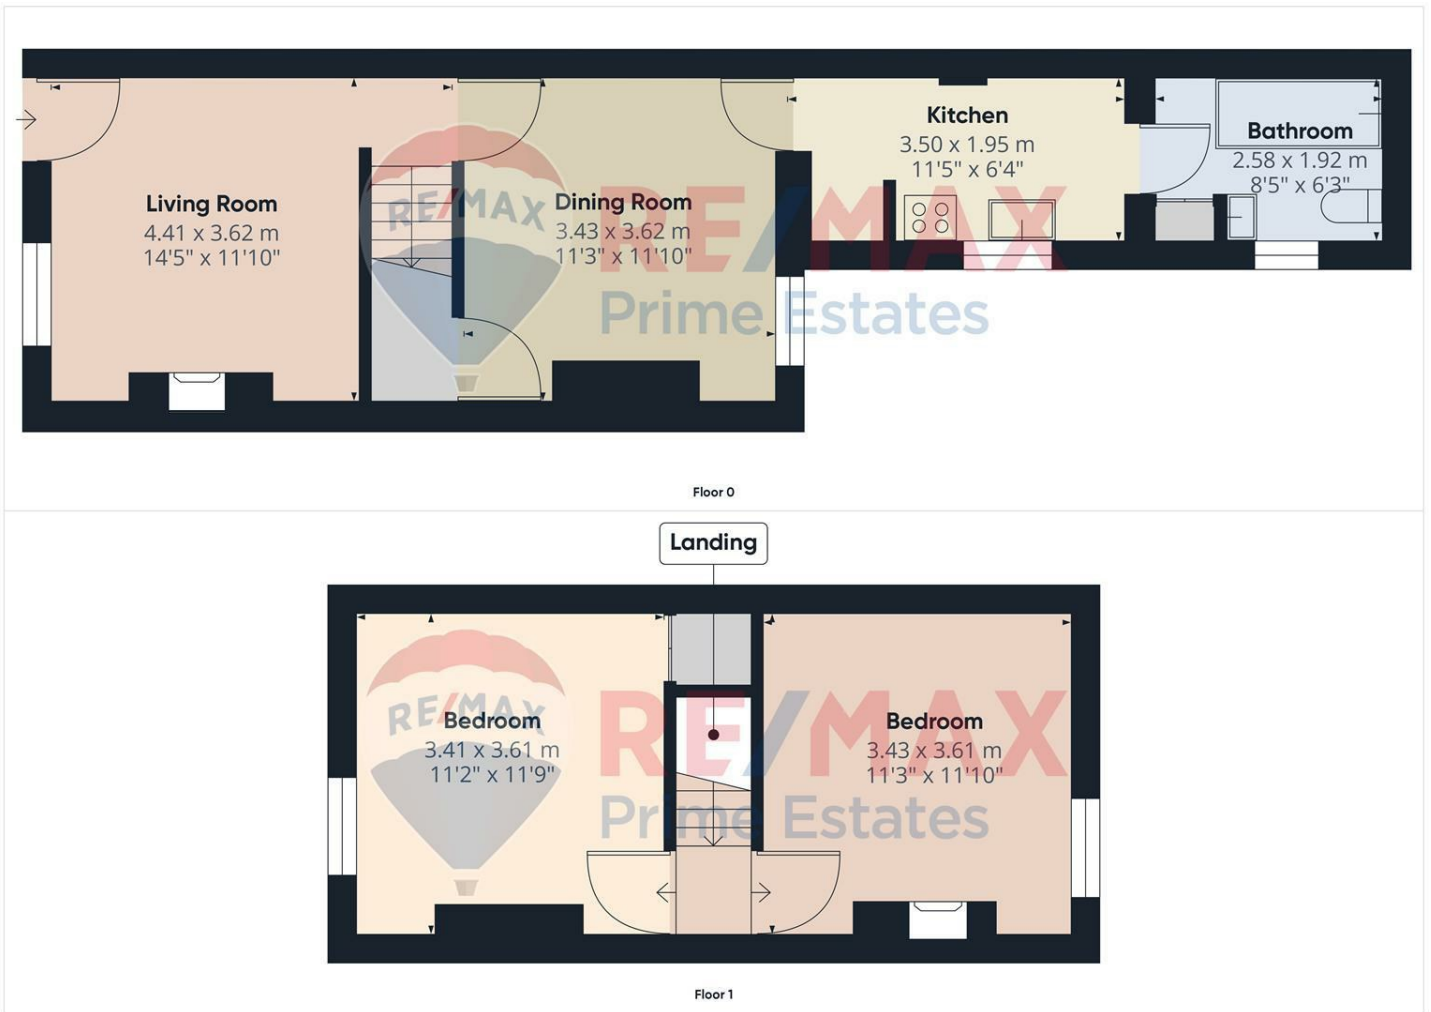 Living Room
4.41 x 3.62 m
14'5" x 11'10"
Dining Room
3.43 x 3.62 m
11'3" x 11'10"
Kitchen
3.50 x 1.95 m
11'5" x 6'4"
Bathroom
2.58 x 1.92 m
8'5" x 6'3"
RE/MAX
RE/MAX
Prime Estates
Floor 0
Landing
Bedroom
3.41 x 3.61 m
11'2" x 11'9"
Bedroom
3.43 x 3.61 m
11'3" x 11'10"
RE/MAX
RE/MAX
Prime Estates
Floor 1